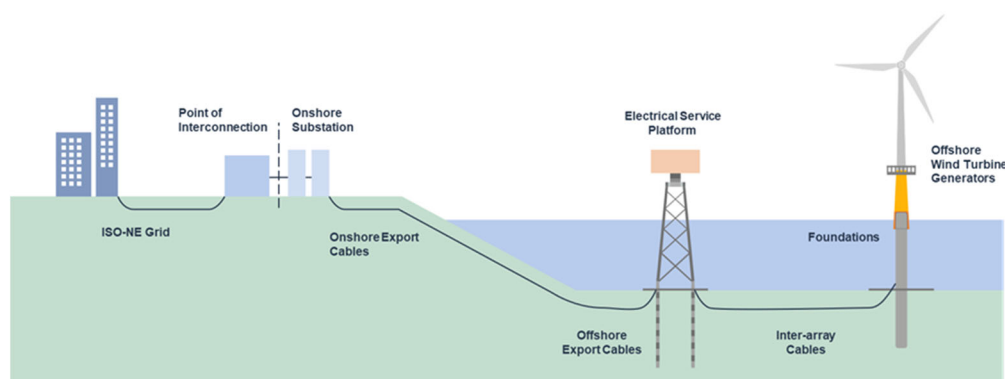 Point of
Interconnection
Onshore
Substation
Electrical Service
Platform
Offshore
Wind Turbine
Generators
ISO-NE Grid
Onshore Export
Cables
Foundations
Offshore
Export Cables
Inter-array
Cables